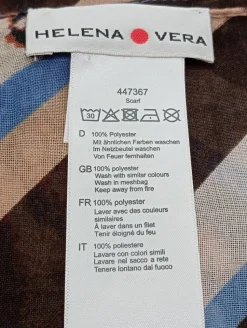 HELENA VERA
447367
Scarf
30
D 100% Polyester
Mit ähnlichen Farben waschen
Im Netzbeutel waschen
Von Feuer fernhalten
GB 100% Polyester
Wash with similar colours
Wash in meshbag
Keep away from fire
FR 100% Polyester
Laver avec des couleurs
similaires
À laver dans un filet
Tenir éloigné du feu
IT 100% poliestere
Lavare con colori simili
Lavare nel sacco a rete
Tenere lontano dal fuoco